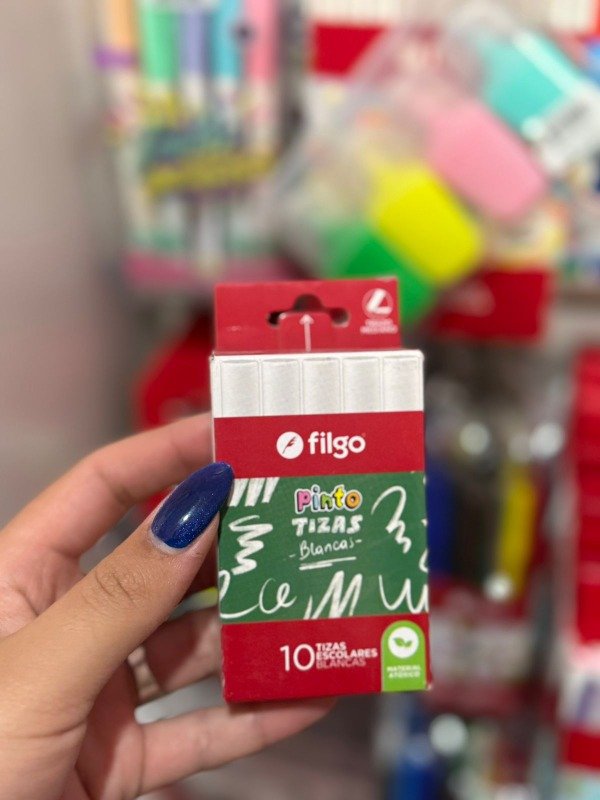 filgo
Pinto
TIZAS
-Blancas-
10 TIZAS
ESCOLARES
BLANCAS
MATERIAL
ATÓXICO